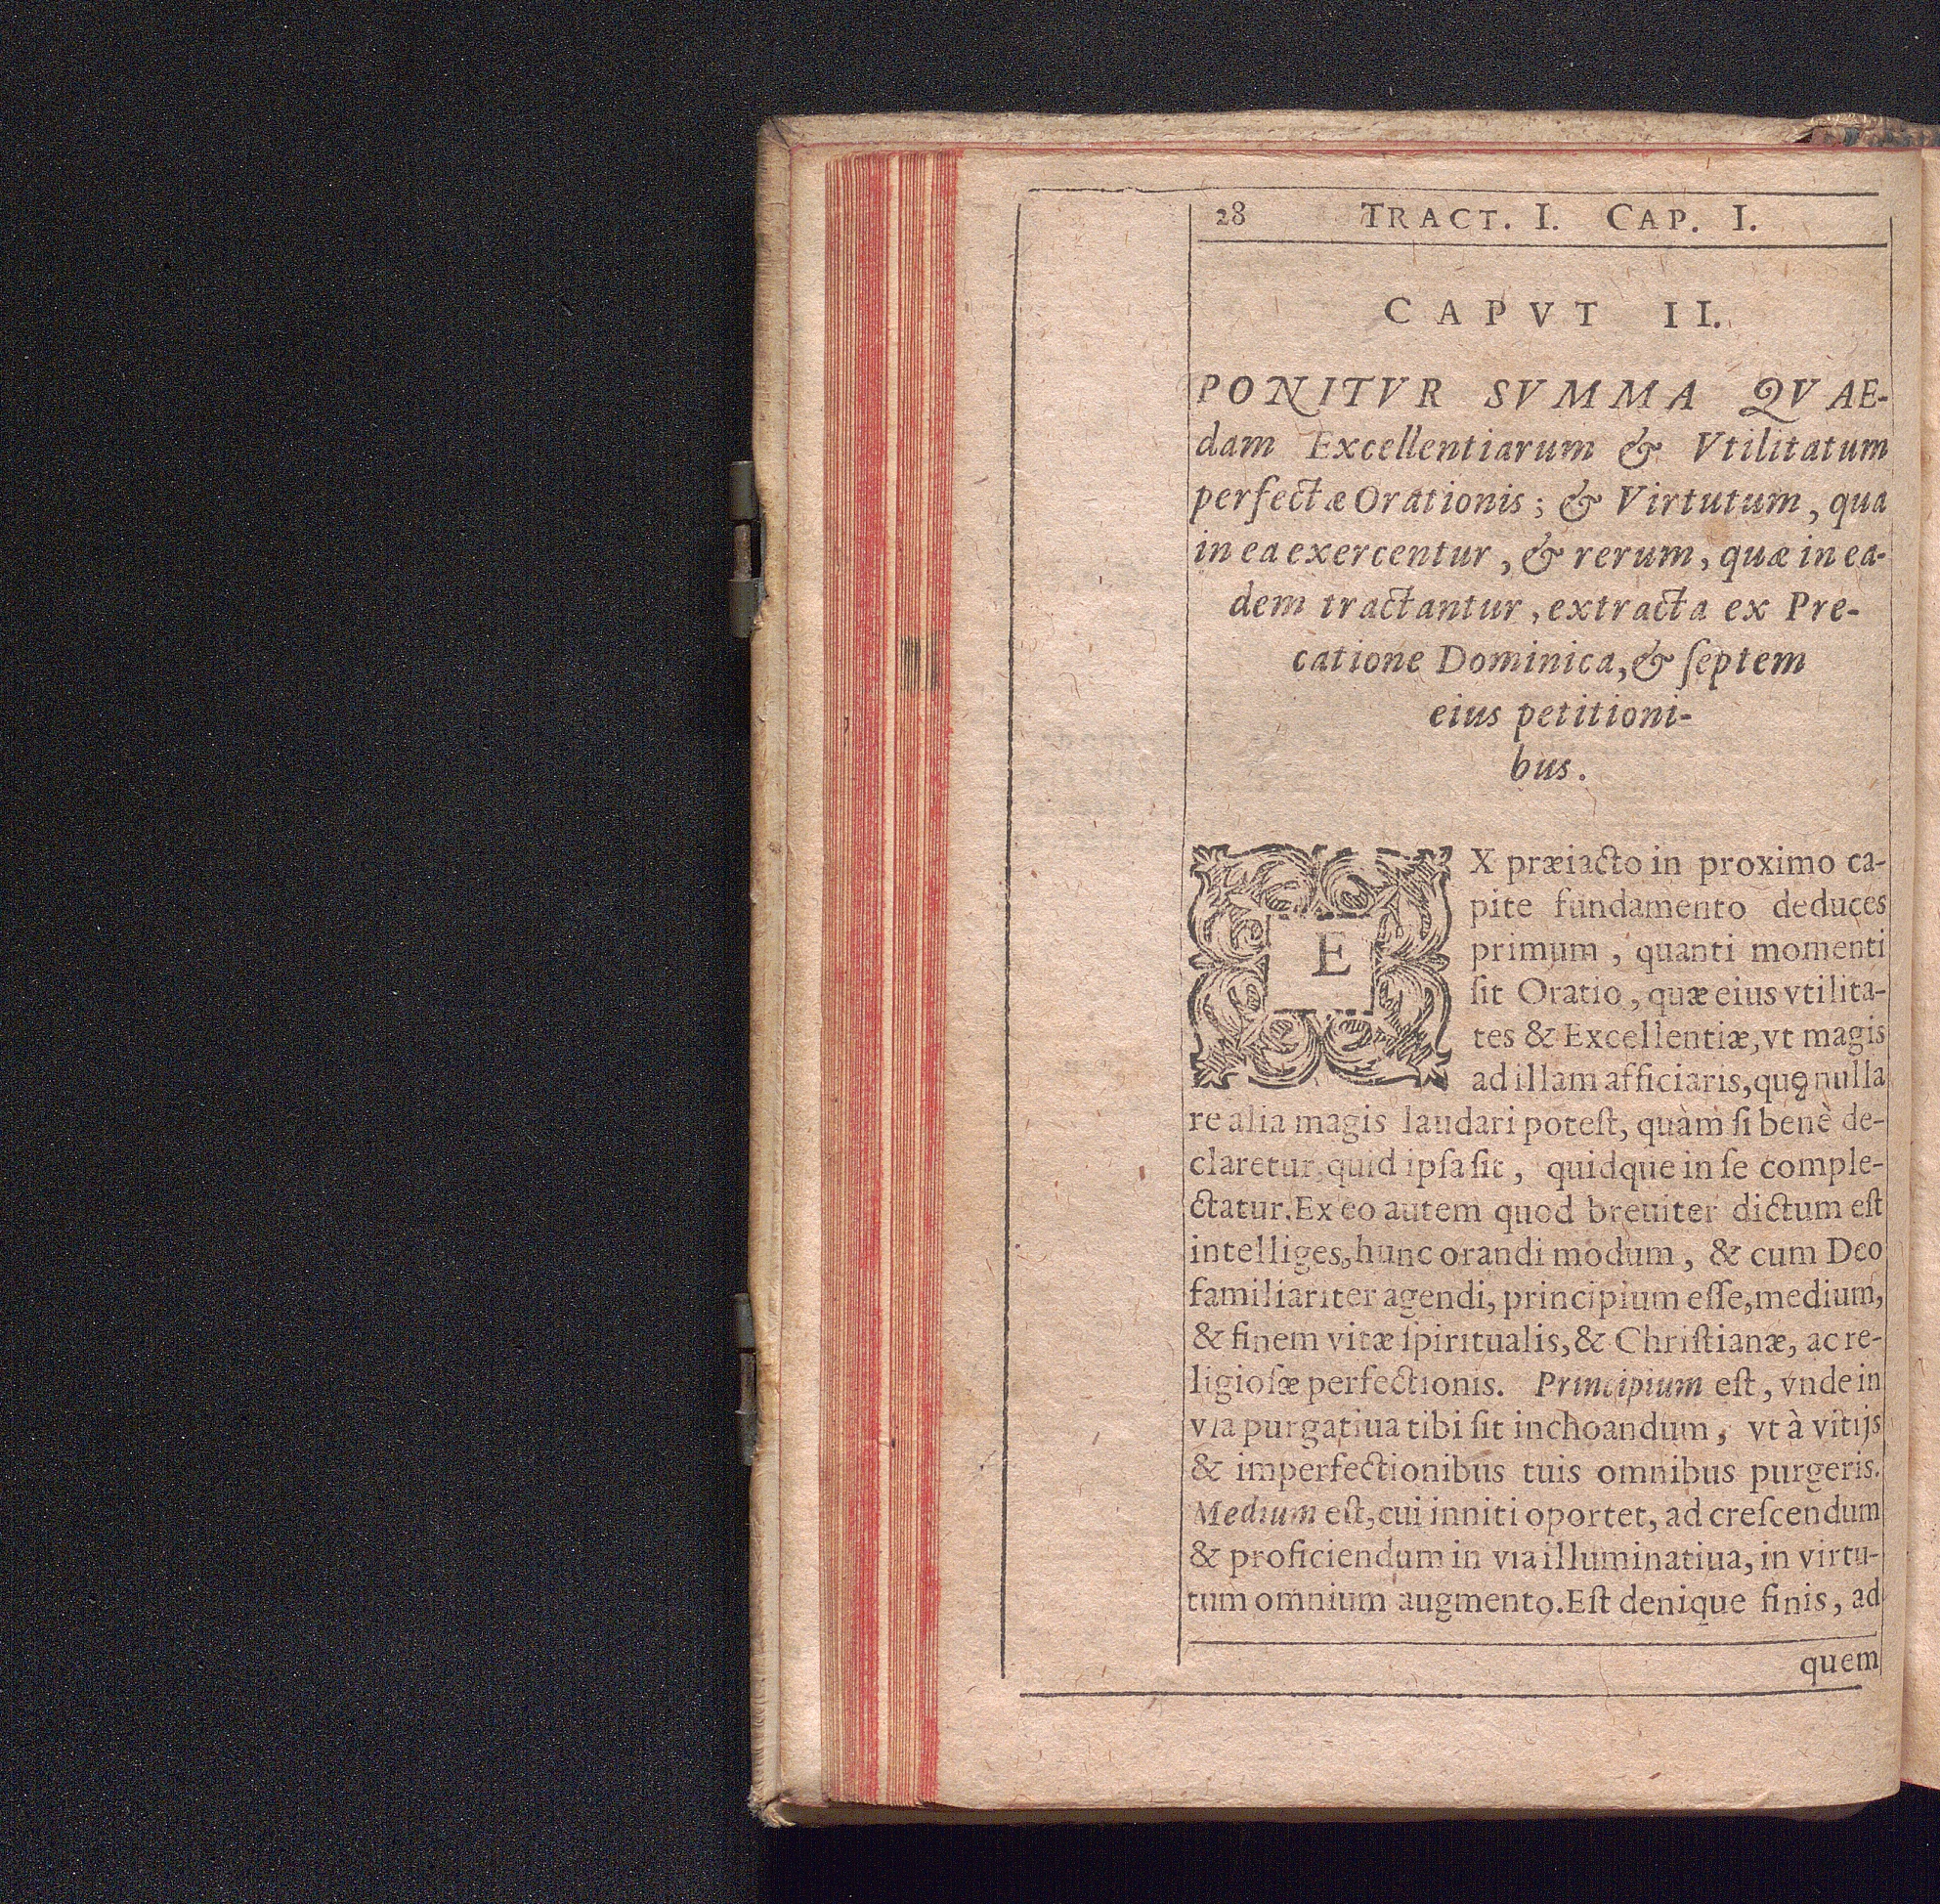 28 TRACT. I. CAP. I.
CAPVT II.
PONITVR SVMMA QVAE-
dam Excellentiarum & Vtilitatum
perfectæ Orationis; & Virtutum, qua
in ea exercentur, & rerum, quæ in ea-
dem tractantur, extracta ex Pre-
catione Dominica, & ſeptem
eius petitioni-
bus.
EX præiacto in proximo ca-
pite fundamento deduces
primum, quanti momenti
ſit Oratio, quæ eius vtilita-
tes & Excellentiæ, vt magis
ad illam afficiaris, quę nulla
re alia magis laudari poteſt, quàm ſi benè de-
claretur, quid ipſa ſit, quidque in ſe comple-
ctatur. Ex eo autem quod breuiter dictum eſt
intelliges, hunc orandi modum, & cum Deo
familiariter agendi, principium eſſe, medium,
& finem vitæ ſpiritualis, & Chriſtianæ, ac re-
ligioſæ perfectionis. Principium eſt, vnde in
via purgatiua tibi ſit inchoandum, vt à vitijs
& imperfectionibus tuis omnibus purgeris.
Medium eſt, cui inniti oportet, ad creſcendum
& proficiendum in via illuminatiua, in virtu-
tum omnium augmento. Eſt denique finis, ad
quem